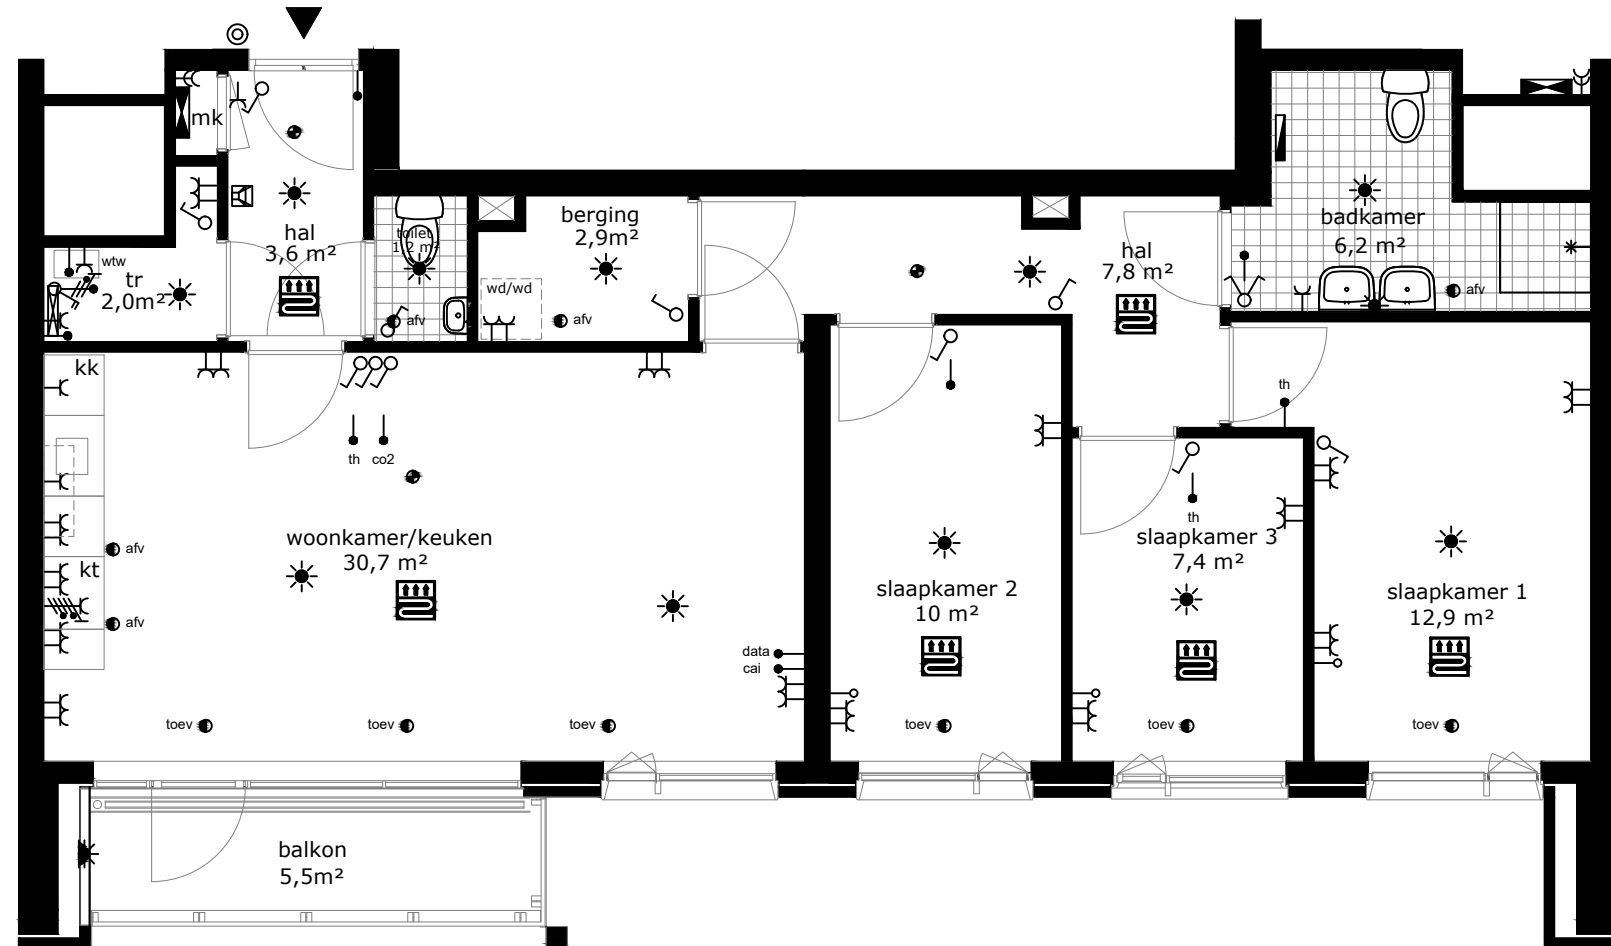 mk
hal
3,6 m²
toilet
1,2 m²
berging
2,9m²
hal
7,8 m²
badkamer
6,2 m²
wtw
tr
2,0m²
afv
wd/wd
afv
afv
kk
th
th
co2
th
woonkamer/keuken
30,7 m²
afv
kt
afv
slaapkamer 2
10 m²
slaapkamer 3
7,4 m²
slaapkamer 1
12,9 m²
data
cai
toev
toev
toev
toev
toev
toev
balkon
5,5m²